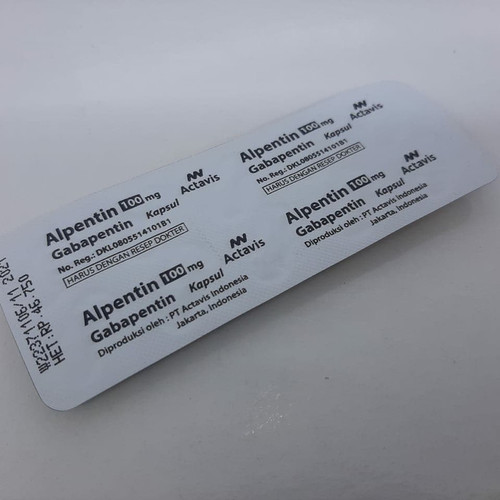 Alpentin 100 mg
Gabapentin Kapsul
Actavis
No. Reg.: DKL0805514101B1
HARUS DENGAN RESEP DOKTER
Alpentin 100 mg
Gabapentin Kapsul
Actavis
No. Reg.: DKL0805514101B1
HARUS DENGAN RESEP DOKTER
Alpentin 100 mg
Gabapentin Kapsul
Actavis
Diproduksi oleh : PT Actavis Indonesia
Jakarta, Indonesia
Alpentin 100 mg
Gabapentin Kapsul
Actavis
Diproduksi oleh : PT Actavis Indonesia
Jakarta, Indonesia
HET: RP. 46.750